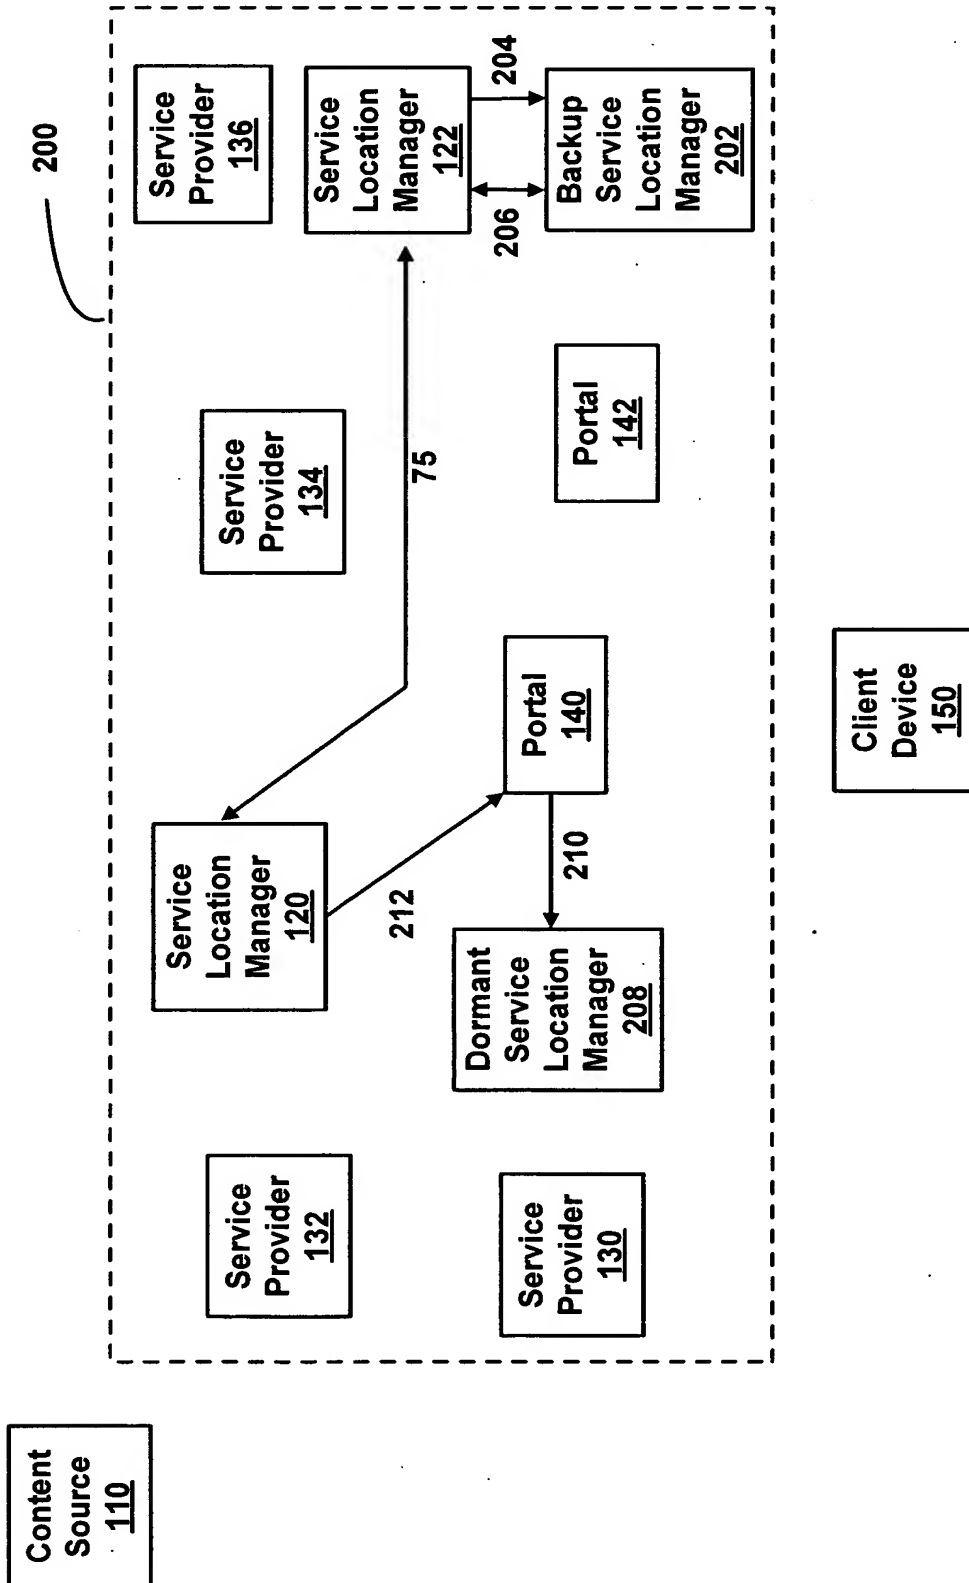 200
Content
Source
110
Service
Provider
132
Service
Provider
130
Service
Location
Manager
120
Dormant
Service
Location
Manager
208
212
210
Portal
140
Service
Provider
134
75
Portal
142
Service
Provider
136
Service
Location
Manager
122
206
204
Backup
Service
Location
Manager
202
Client
Device
150